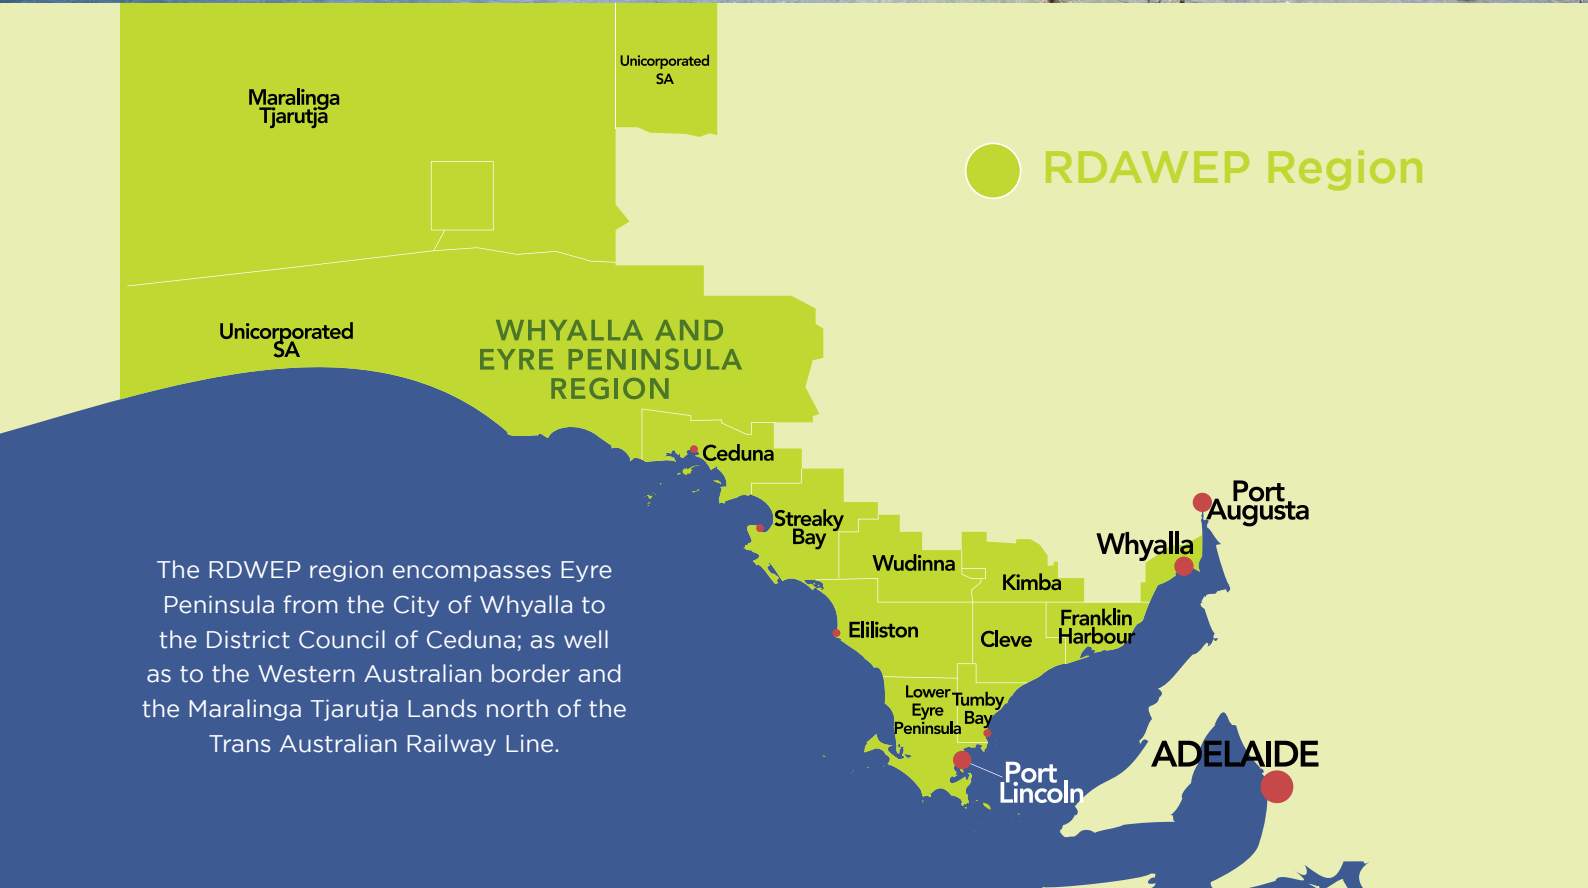 Unicorporated
SA
Maralinga
Tjarutja
RDAWEP Region
Unicorporated
SA
WHYALLA AND
EYRE PENINSULA
REGION
Ceduna
Streaky
Bay
Wudinna
Kimba
Whyalla
Port
Augusta
Eliliston
Cleve
Franklin
Harbour
Lower
Eyre
Peninsula
Tumby
Bay
Port
Lincoln
ADELAIDE
The RDWEP region encompasses Eyre
Peninsula from the City of Whyalla to
the District Council of Ceduna; as well
as to the Western Australian border and
the Maralinga Tjarutja Lands north of the
Trans Australian Railway Line.